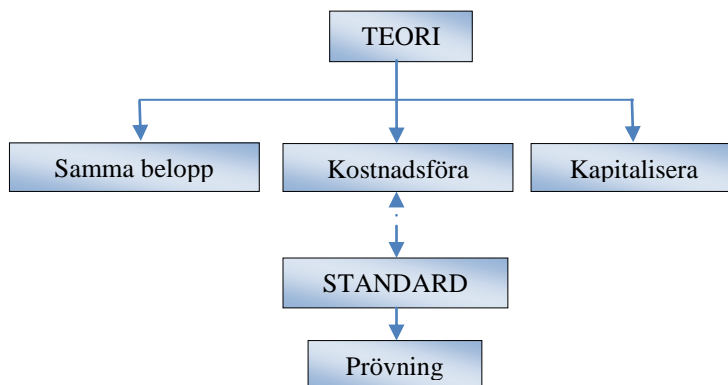 TEORI
Samma belopp
Kostnadsföra
Kapitalisera
STANDARD
Prövning